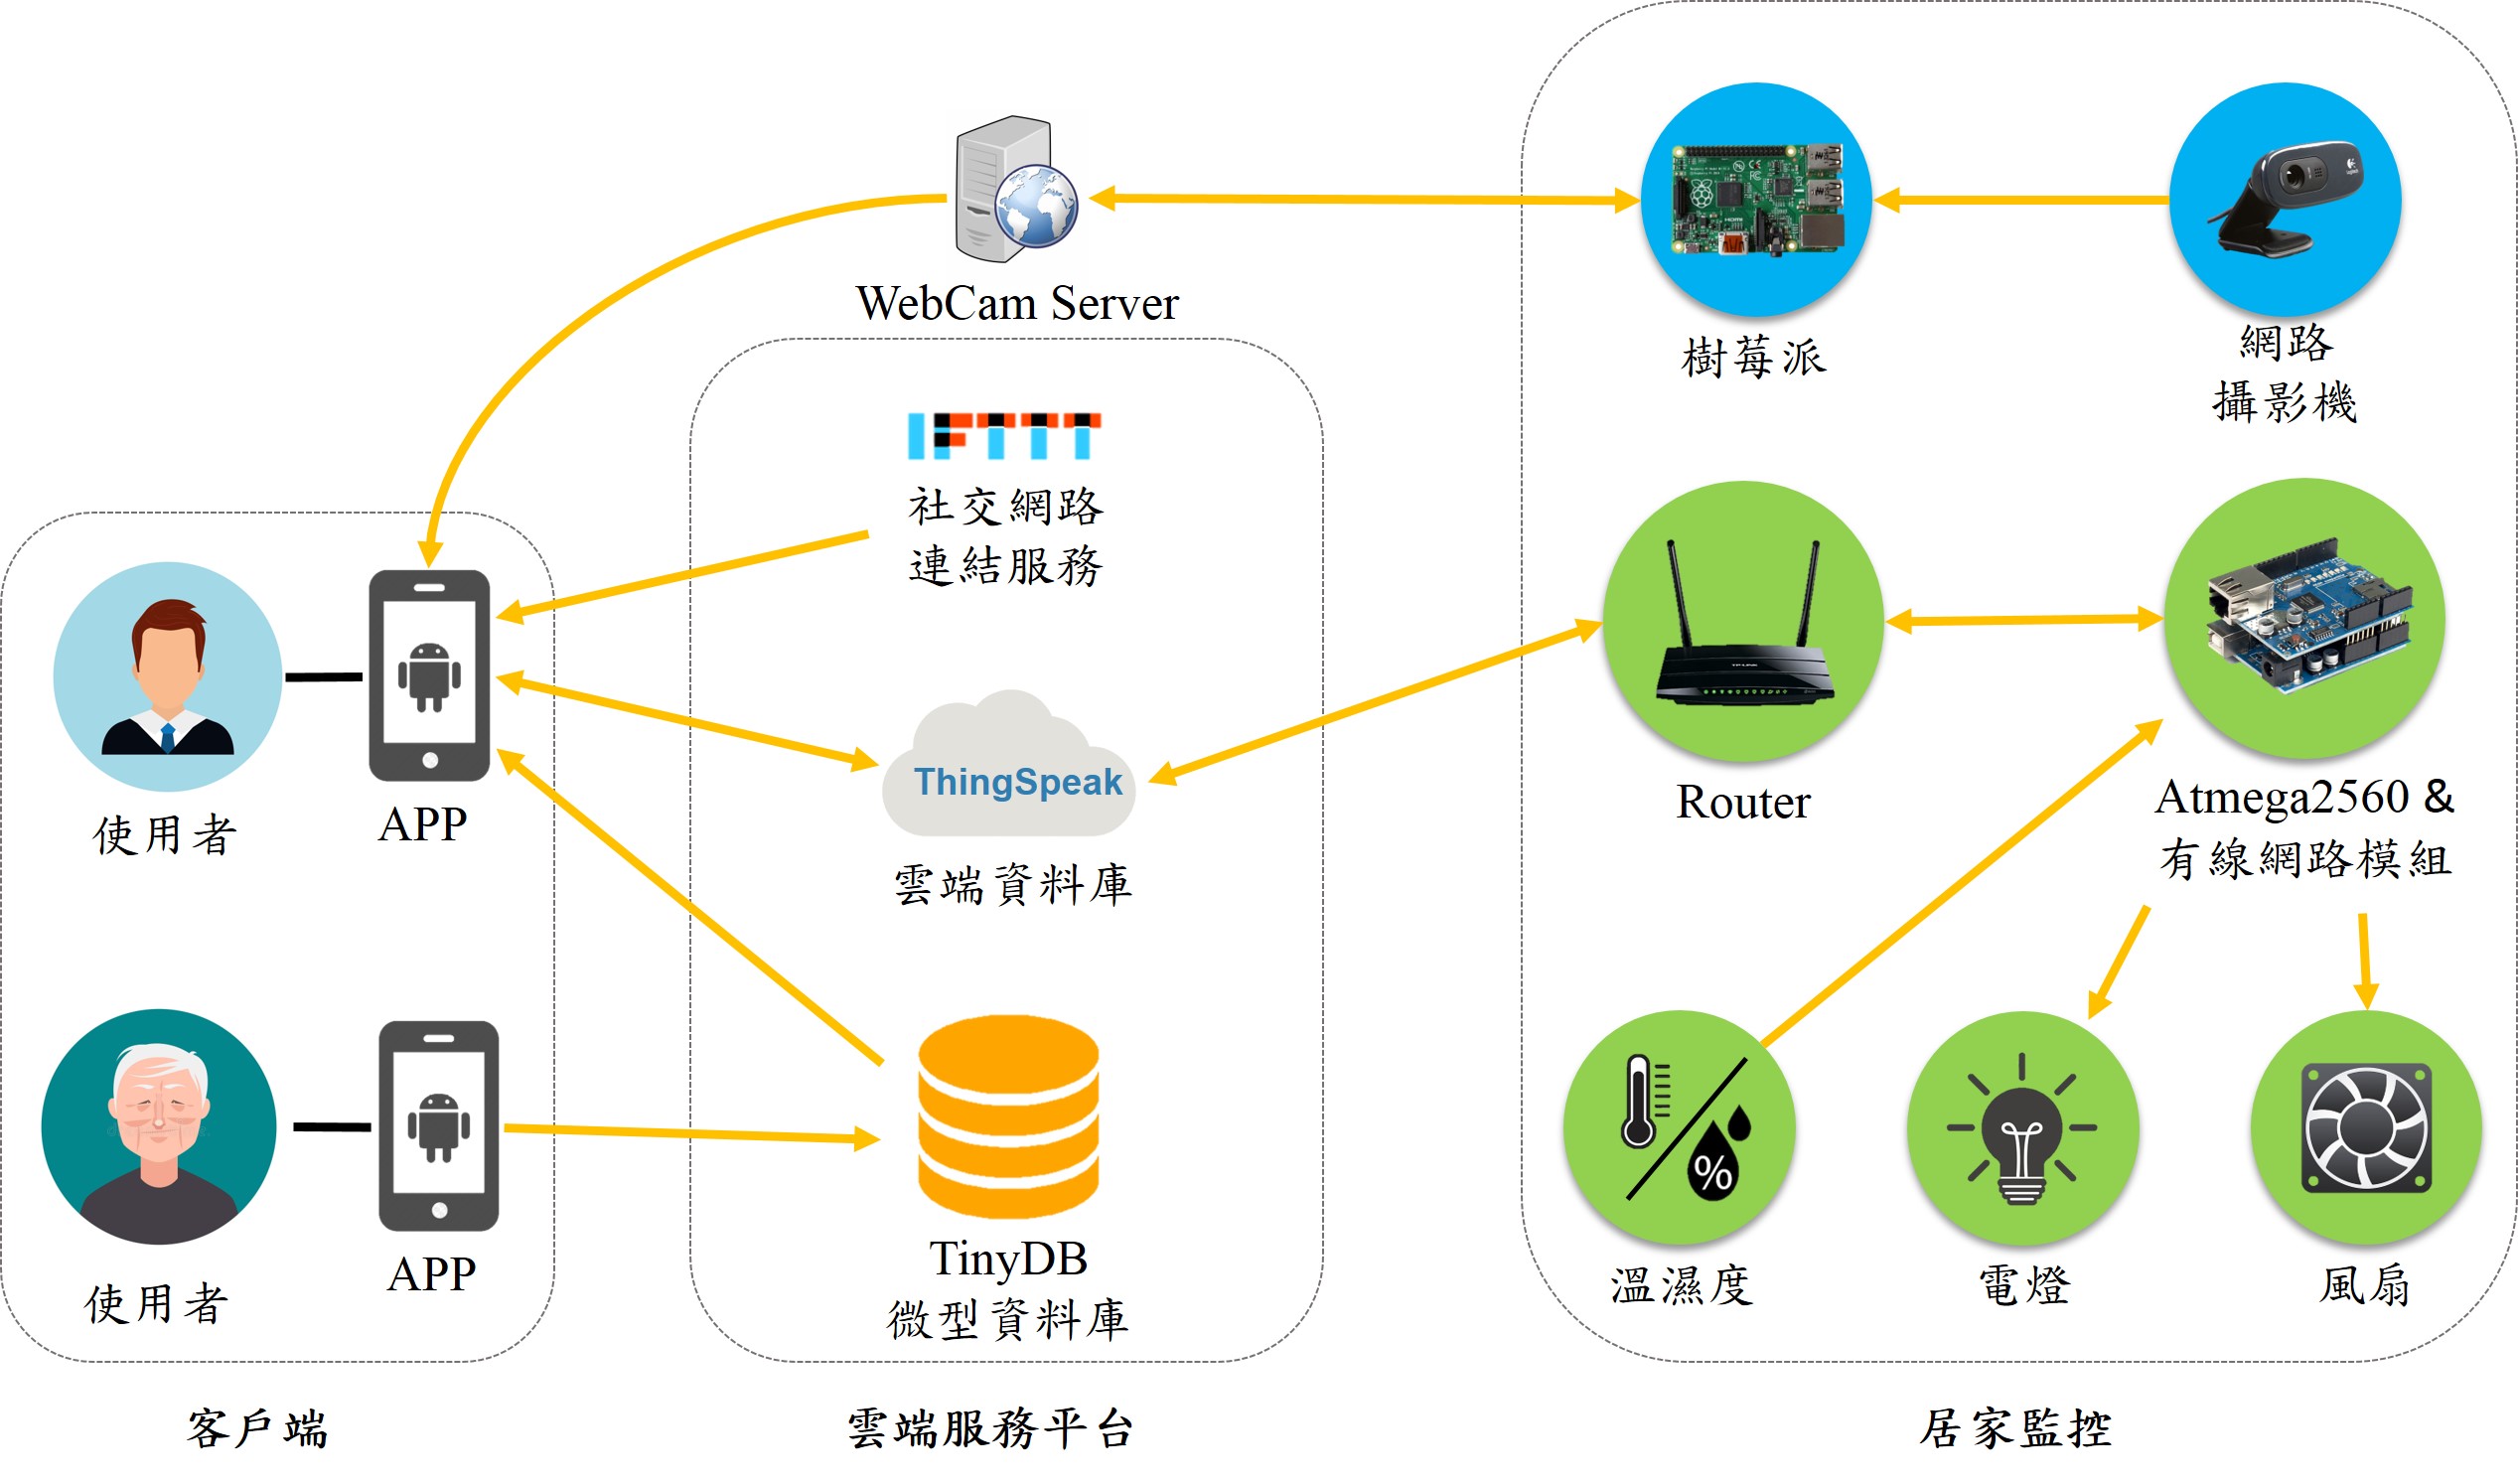 WebCam Server
樹莓派
網路
攝影機
IFTTT
社交網路
連結服務
使用者
APP
ThingSpeak
雲端資料庫
Router
TP-LINK
Atmega2560 &
有線網路模組
使用者
APP
TinyDB
微型資料庫
%
溫濕度
電燈
風扇
客戶端
雲端服務平台
居家監控